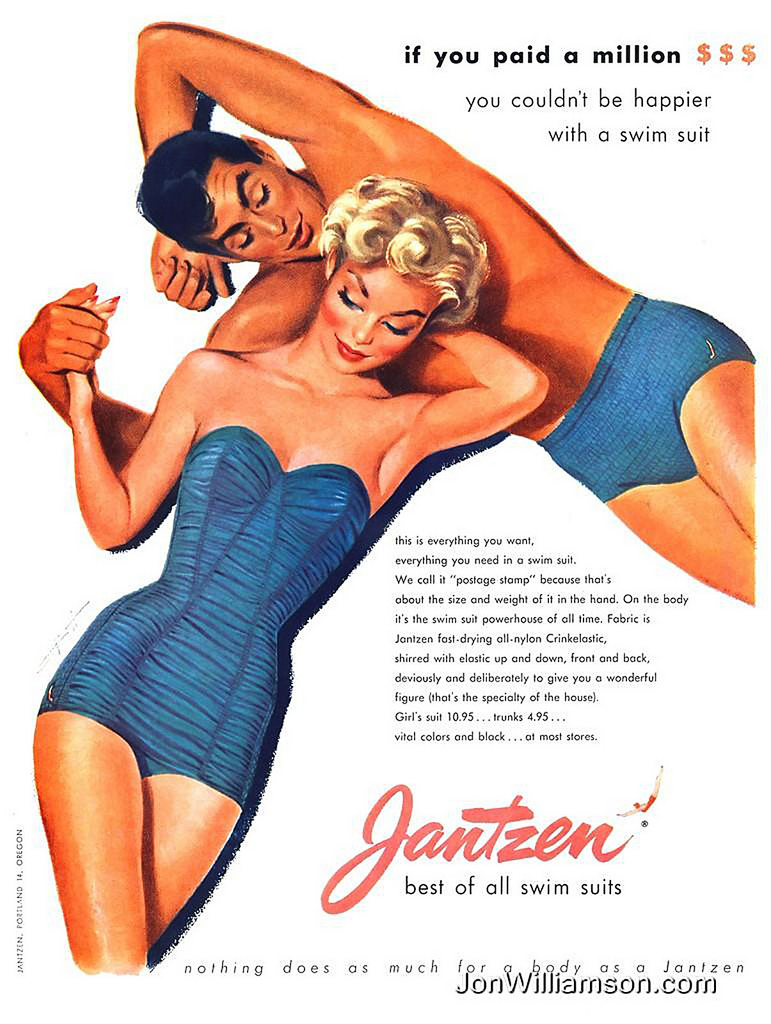 if you paid a million $ $ $
you couldn't be happier
with a swim suit
this is everything you want,
everything you need in a swim suit.
We call it "postage stamp" because that's
about the size and weight of it in the hand. On the body
it's the swim suit powerhouse of all time. Fabric is
Jantzen fast-drying all-nylon Crinkelastic,
shirred with elastic up and down, front and back,
deviously and deliberately to give you a wonderful
figure (that's the specialty of the house).
Girl's suit 10.95 . . . trunks 4.95 . . .
vital colors and black . . . at most stores.
Jantzen ®
best of all swim suits
JANTZEN, PORTLAND 14, OREGON
nothing does as much for a body as a Jantzen
JonWilliamson.com